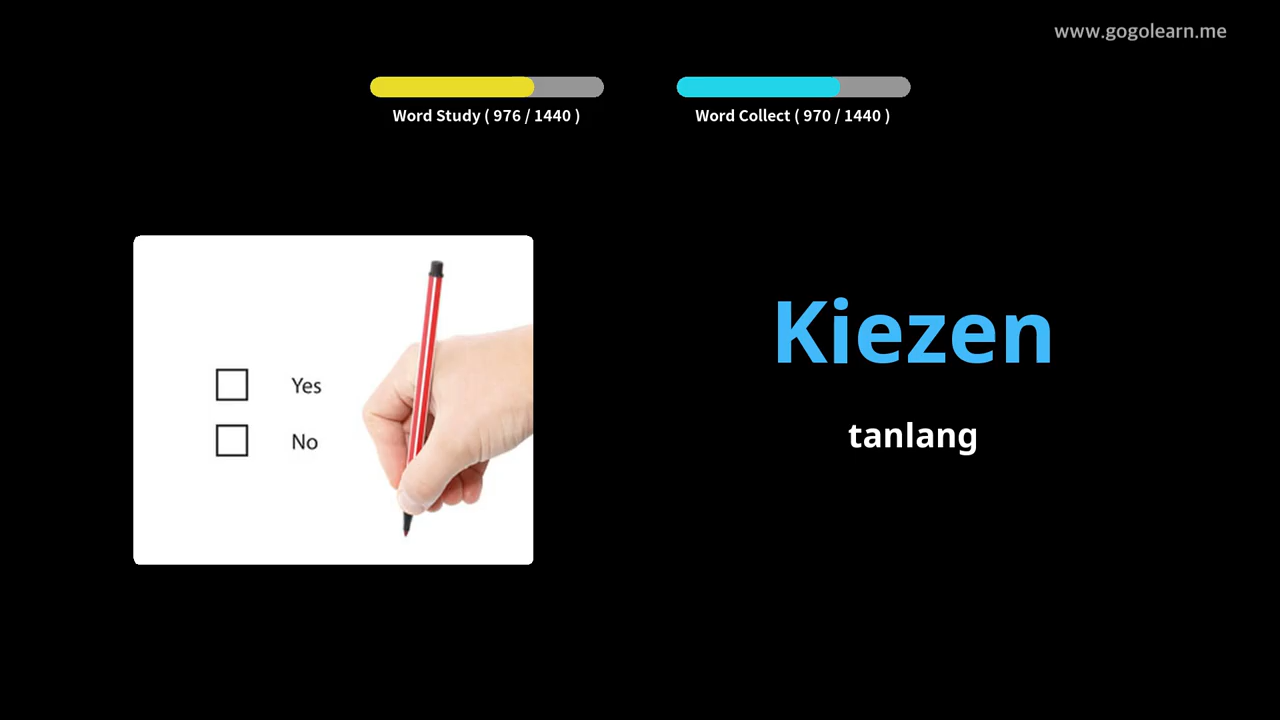 www.gogolearn.me
Word Study ( 976 / 1440 )
Word Collect ( 970 / 1440 )
Yes
No
Kiezen
tanlang